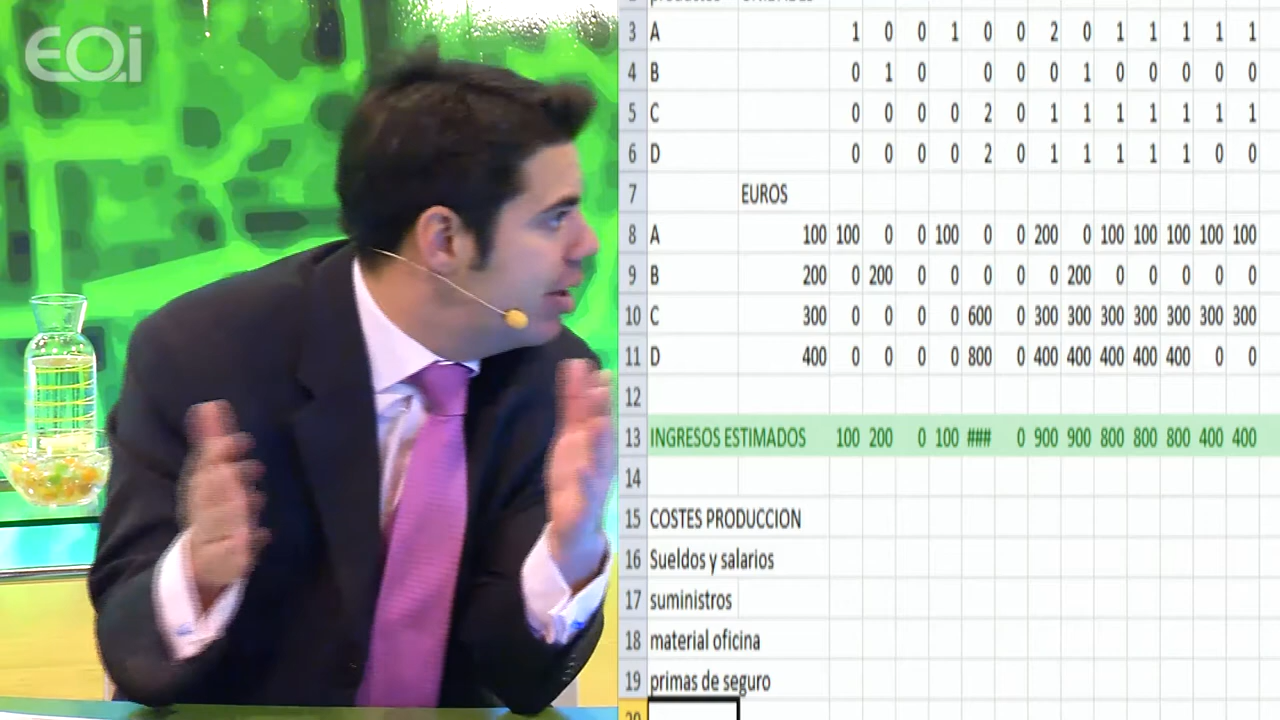 EOi
3 A 1 0 0 1 0 0 2 0 1 1 1 1 1
4 B 0 1 0 0 0 0 1 0 0 0 0 0
5 C 0 0 0 0 2 0 1 1 1 1 1 1 1
6 D 0 0 0 0 2 0 1 1 1 1 1 0 0
7 EUROS
8 A 100 100 0 0 100 0 0 200 0 100 100 100 100 100
9 B 200 0 200 0 0 0 0 0 200 0 0 0 0 0
10 C 300 0 0 0 0 600 0 300 300 300 300 300 300 300
11 D 400 0 0 0 0 800 0 400 400 400 400 400 0 0
12
13 INGRESOS ESTIMADOS 100 200 0 100 ### 0 900 900 800 800 800 400 400
14
15 COSTES PRODUCCION
16 Sueldos y salarios
17 suministros
18 material oficina
19 primas de seguro